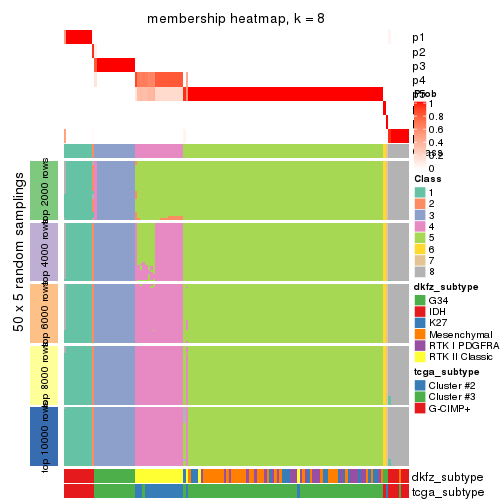 membership heatmap, k = 8
p1
p2
p3
p4
Prob
1
0.8
0.6
0.4
0.2
0
Class
1
2
3
4
5
6
7
8
dkfz_subtype
G34
IDH
K27
Mesenchymal
RTK I PDGFRA
RTK II Classic
tcga_subtype
Cluster #2
Cluster #3
G-CIMP+
50 x 5 random samplings
top 2000 rows
top 4000 rows
top 6000 rows
top 8000 rows
top 10000 rows
dkfz_subtype
tcga_subtype